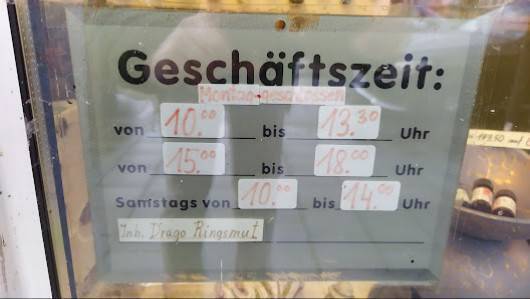 Geschäftszeit:
Montag geschlossen
von 10.00 bis 13.30 Uhr
von 15.00 bis 18.00 Uhr
Samstags von 10.00 bis 14.00 Uhr
Inh. Drago Ringsmut